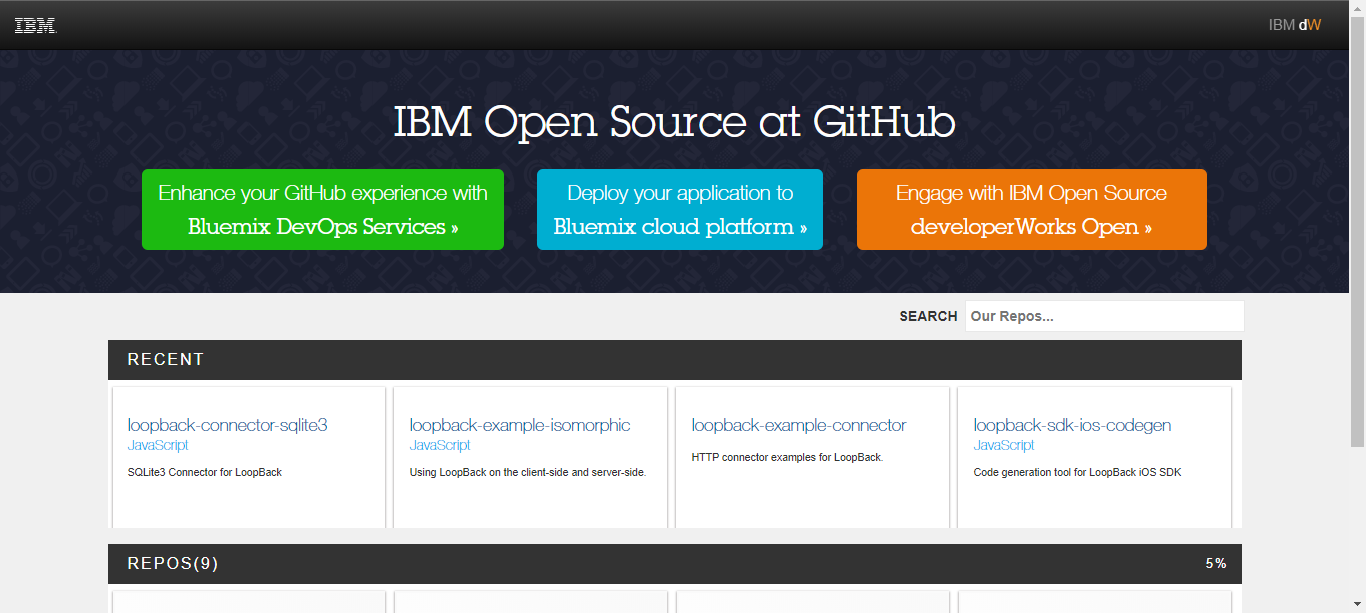 IBM
IBM dW
IBM Open Source at GitHub
Enhance your GitHub experience with
Bluemix DevOps Services »
Deploy your application to
Bluemix cloud platform »
Engage with IBM Open Source
developerWorks Open »
SEARCH Our Repos...
RECENT
loopback-connector-sqlite3
JavaScript
SQLite3 Connector for LoopBack
loopback-example-isomorphic
JavaScript
Using LoopBack on the client-side and server-side.
loopback-example-connector
HTTP connector examples for LoopBack.
loopback-sdk-ios-codegen
JavaScript
Code generation tool for LoopBack iOS SDK
REPOS(9) 5%